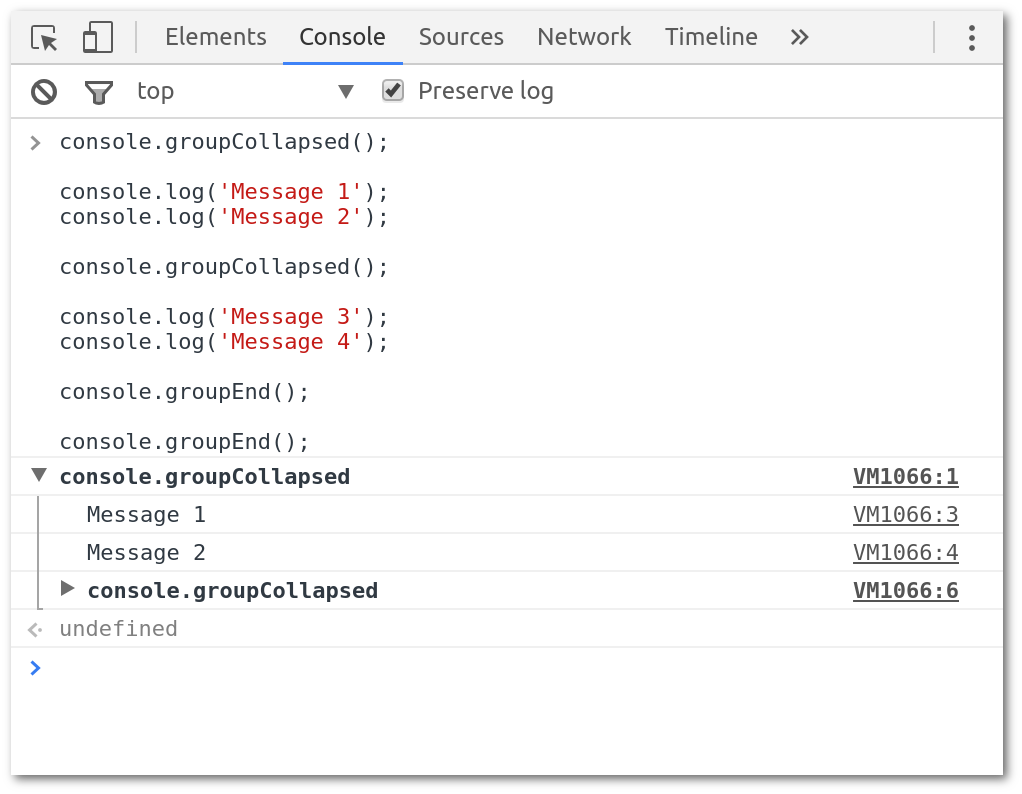 Elements Console Sources Network Timeline
top Preserve log
console.groupCollapsed();
console.log('Message 1');
console.log('Message 2');
console.groupCollapsed();
console.log('Message 3');
console.log('Message 4');
console.groupEnd();
console.groupEnd();
console.groupCollapsed VM1066:1
Message 1 VM1066:3
Message 2 VM1066:4
console.groupCollapsed VM1066:6
undefined